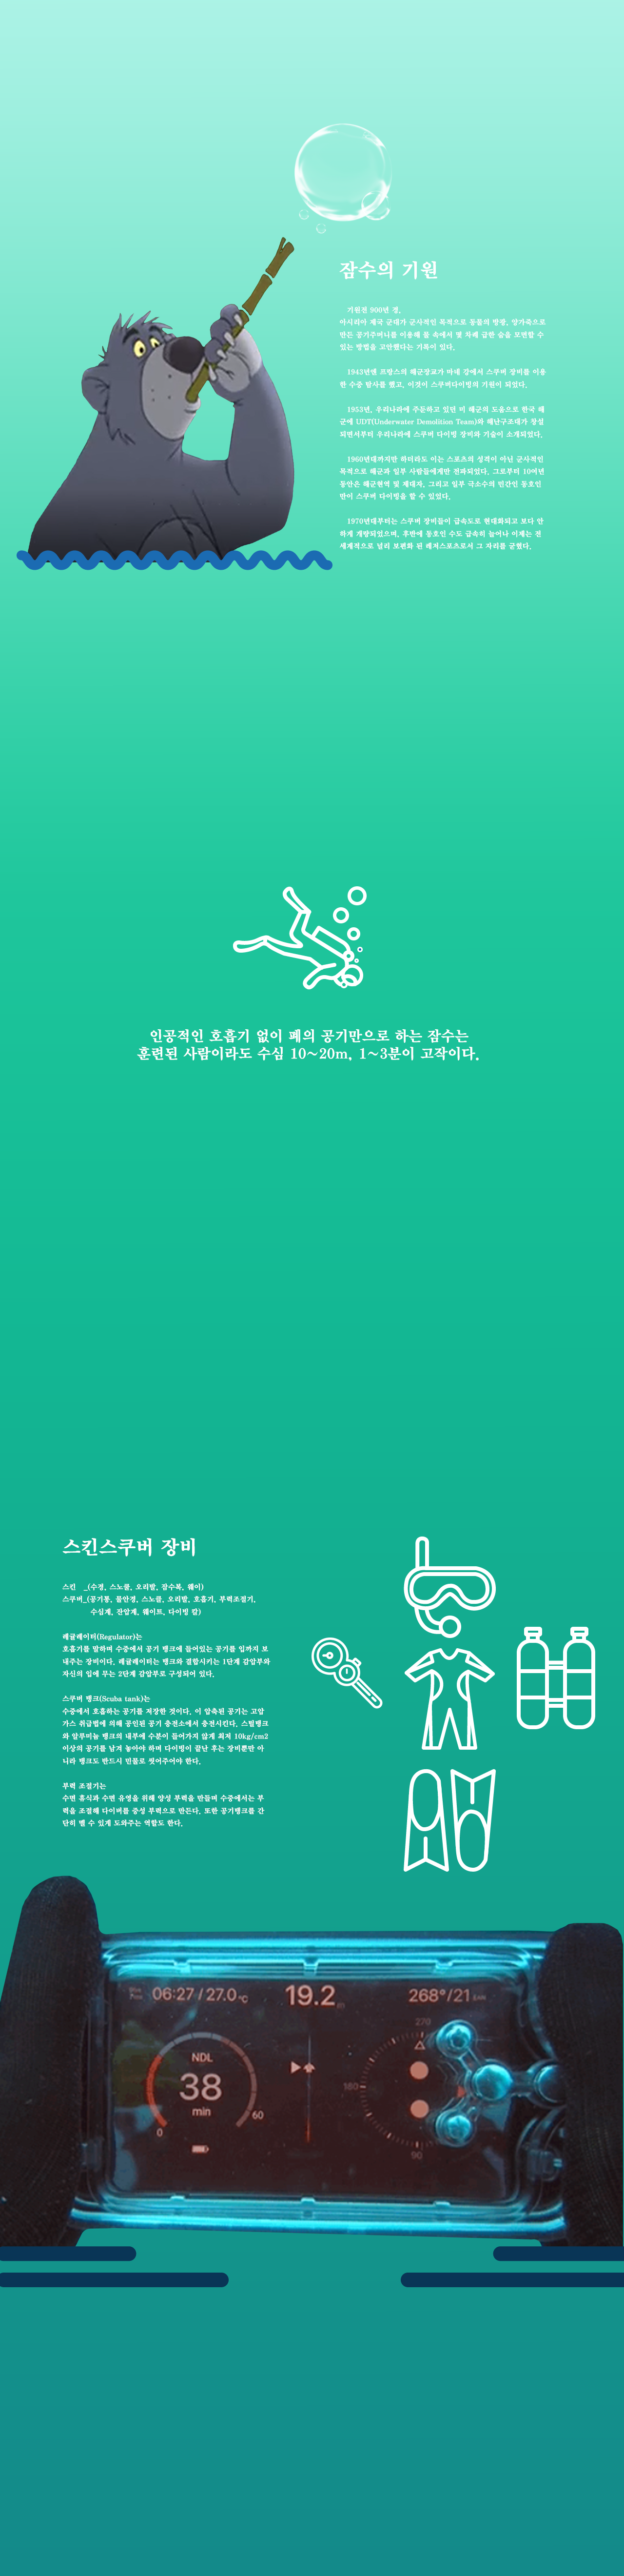 잠수의 기원
기원전 900년 경,
아시리아 제국 군대가 군사적인 목적으로 동물의 방광, 양가죽으로
만든 공기주머니를 이용해 물 속에서 몇 차례 급한 숨을 모면할 수
있는 방법을 고안했다는 기록이 있다.
1943년엔 프랑스의 해군장교가 마네 강에서 스쿠버 장비를 이용
한 수중 탐사를 했고, 이것이 스쿠버다이빙의 기원이 되었다.
1953년, 우리나라에 주둔하고 있던 미 해군의 도움으로 한국 해
군에 UDT(Underwater Demolition Team)와 해난구조대가 창설
되면서부터 우리나라에 스쿠버 다이빙 장비와 기술이 소개되었다.
1960년대까지만 하더라도 이는 스포츠의 성격이 아닌 군사적인
목적으로 해군과 일부 사람들에게만 전파되었다. 그로부터 10여년
동안은 해군현역 및 제대자, 그리고 일부 극소수의 민간인 동호인
만이 스쿠버 다이빙을 할 수 있었다.
1970년대부터는 스쿠버 장비들이 급속도로 현대화되고 보다 안
하게 개량되었으며, 후반에 동호인 수도 급속히 늘어나 이제는 전
세계적으로 널리 보편화 된 레저스포츠로서 그 자리를 굳혔다.
인공적인 호흡기 없이 폐의 공기만으로 하는 잠수는
훈련된 사람이라도 수심 10~20m, 1~3분이 고작이다.
스킨스쿠버 장비
스킨 _(수경, 스노쿨, 오리발, 잠수복, 웨이)
스쿠버_(공기통, 물안경, 스노쿨, 오리발, 호흡기, 부력조절기,
수심계, 잔압계, 웨이트, 다이빙 칼)
레귤레이터(Regulator)는
호흡기를 말하며 수중에서 공기 탱크에 들어있는 공기를 입까지 보
내주는 장비이다. 레귤레이터는 탱크와 결합시키는 1단계 감압부와
자신의 입에 무는 2단계 감압부로 구성되어 있다.
스쿠버 탱크(Scuba tank)는
수중에서 호흡하는 공기를 저장한 것이다. 이 압축된 공기는 고압
가스 취급법에 의해 공인된 공기 충전소에서 충전시킨다. 스틸탱크
와 알루미늄 탱크의 내부에 수분이 들어가지 않게 최저 10kg/cm2
이상의 공기를 남겨 놓아야 하며 다이빙이 끝난 후는 장비뿐만 아
니라 탱크도 반드시 민물로 씻어주어야 한다.
부력 조절기는
수면 휴식과 수면 유영을 위해 양성 부력을 만들며 수중에서는 부
력을 조절해 다이버를 중성 부력으로 만든다. 또한 공기탱크를 간
단히 멜 수 있게 도와주는 역할도 한다.
06:27 / 27.0 °C
19.2 m
268°/21
270
NDL
38
min
0
60
180
90